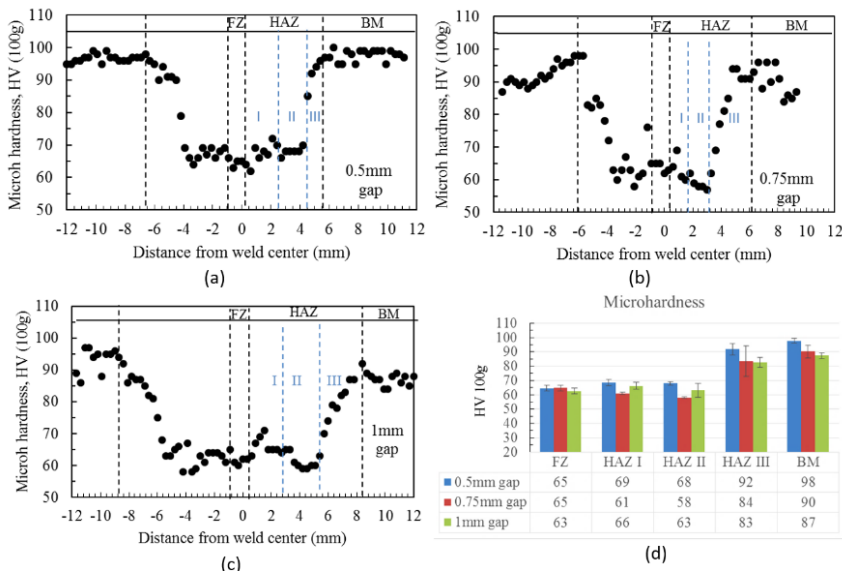 FZ HAZ BM
Microh hardness, HV (100g)
110
100
90
80
70
60
50
I II III
0.5mm
gap
-12 -10 -8 -6 -4 -2 0 2 4 6 8 10 12
Distance from weld center (mm)
(a)
FZ HAZ BM
Microh hardness, HV (100g)
110
100
90
80
70
60
50
I II III
0.75mm
gap
-12 -10 -8 -6 -4 -2 0 2 4 6 8 10 12
Distance from weld center (mm)
(b)
FZ HAZ BM
Microh hardness, HV (100g)
110
100
90
80
70
60
50
I II III
1mm
gap
-12 -10 -8 -6 -4 -2 0 2 4 6 8 10 12
Distance from weld center (mm)
(c)
Microhardness
HV 100g
110
100
90
80
70
60
50
40
30
20
FZ HAZ I HAZ II HAZ III BM
0.5mm gap 65 69 68 92 98
0.75mm gap 65 61 58 84 90
1mm gap 63 66 63 83 87
(d)